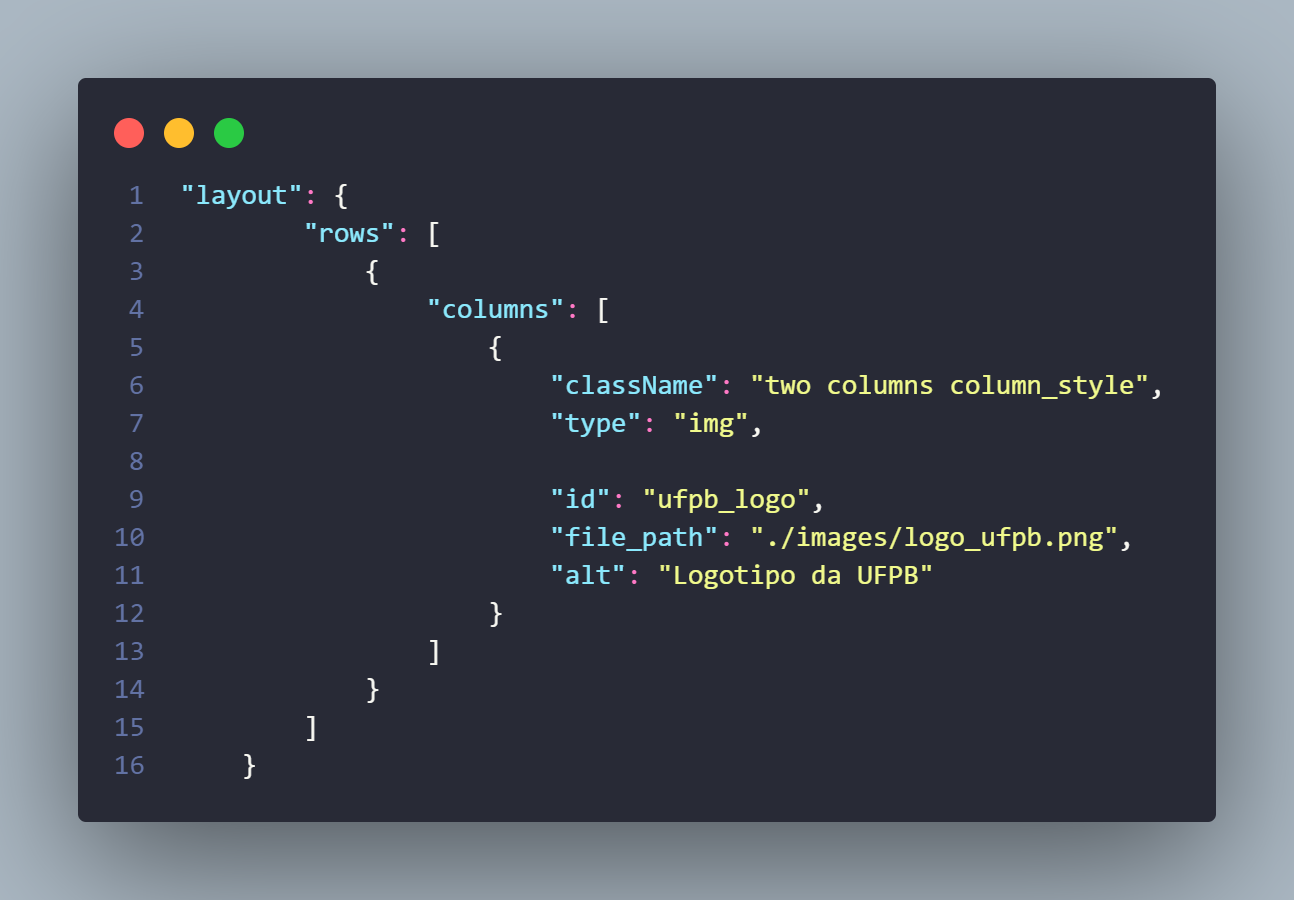 1 "layout": {
2 "rows": [
3 {
4 "columns": [
5 {
6 "className": "two columns column_style",
7 "type": "img",
8
9 "id": "ufpb_logo",
10 "file_path": "./images/logo_ufpb.png",
11 "alt": "Logotipo da UFPB"
12 }
13 ]
14 }
15 ]
16 }